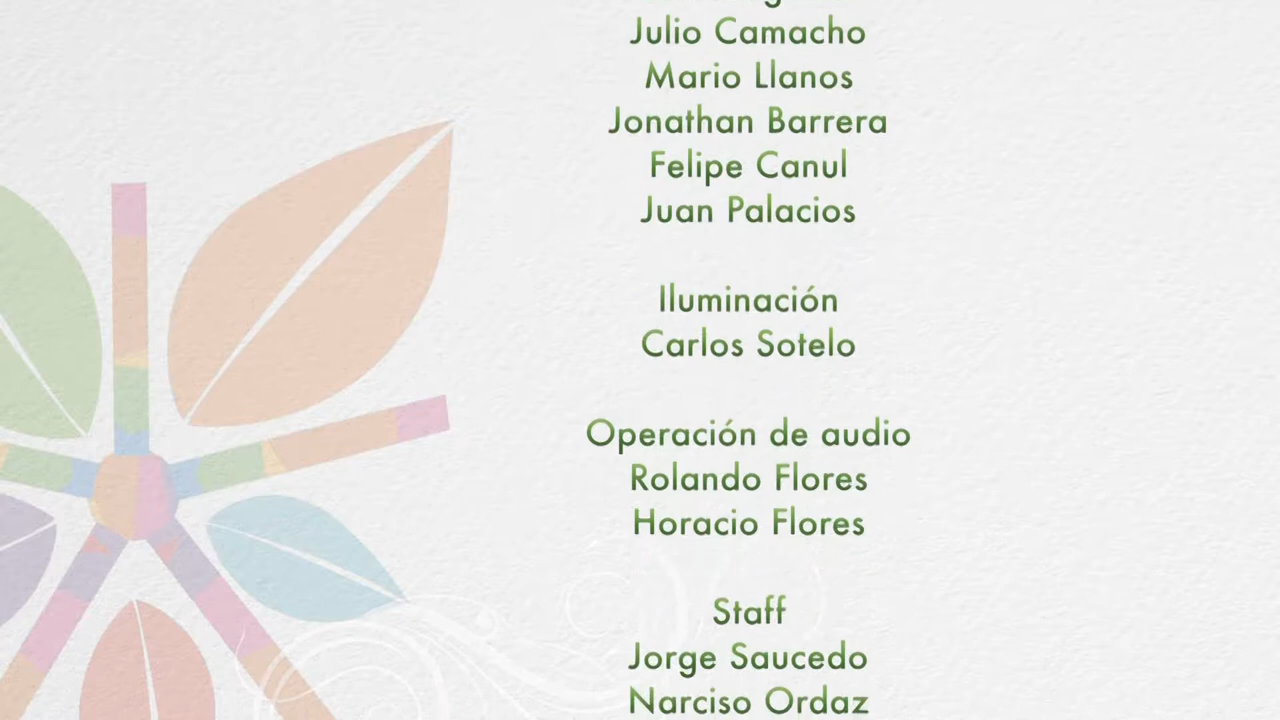 Julio Camacho
Mario Llanos
Jonathan Barrera
Felipe Canul
Juan Palacios
Iluminación
Carlos Sotelo
Operación de audio
Rolando Flores
Horacio Flores
Staff
Jorge Saucedo
Narciso Ordaz